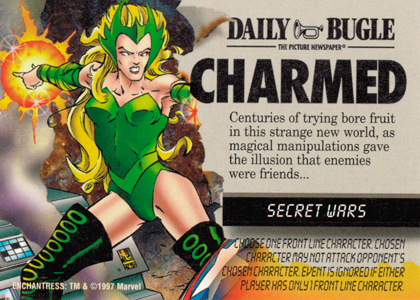 DAILY BUGLE
THE PICTURE NEWSPAPER®
CHARMED
Centuries of trying bore fruit
in this strange new world, as
magical manipulations gave
the illusion that enemies
were friends...
SECRET WARS
CHOOSE ONE FRONT LINE CHARACTER. CHOSEN
CHARACTER MAY NOT ATTACK OPPONENT'S
CHOSEN CHARACTER. EVENT IS IGNORED IF EITHER
PLAYER HAS ONLY 1 FRONT LINE CHARACTER.
ENCHANTRESS: TM & ©1997 Marvel